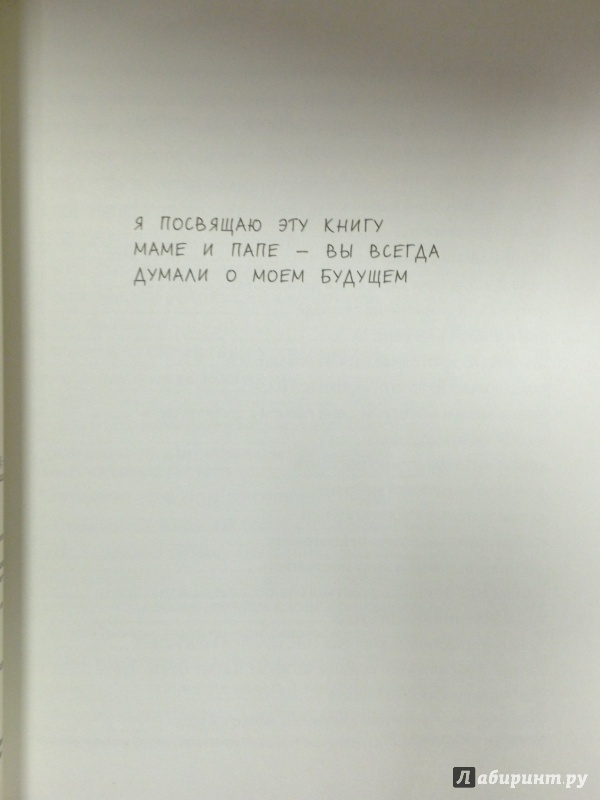 Я ПОСВЯЩАЮ ЭТУ КНИГУ
МАМЕ И ПАПЕ – ВЫ ВСЕГДА
ДУМАЛИ О МОЕМ БУДУЩЕМ
Лабиринт.ру